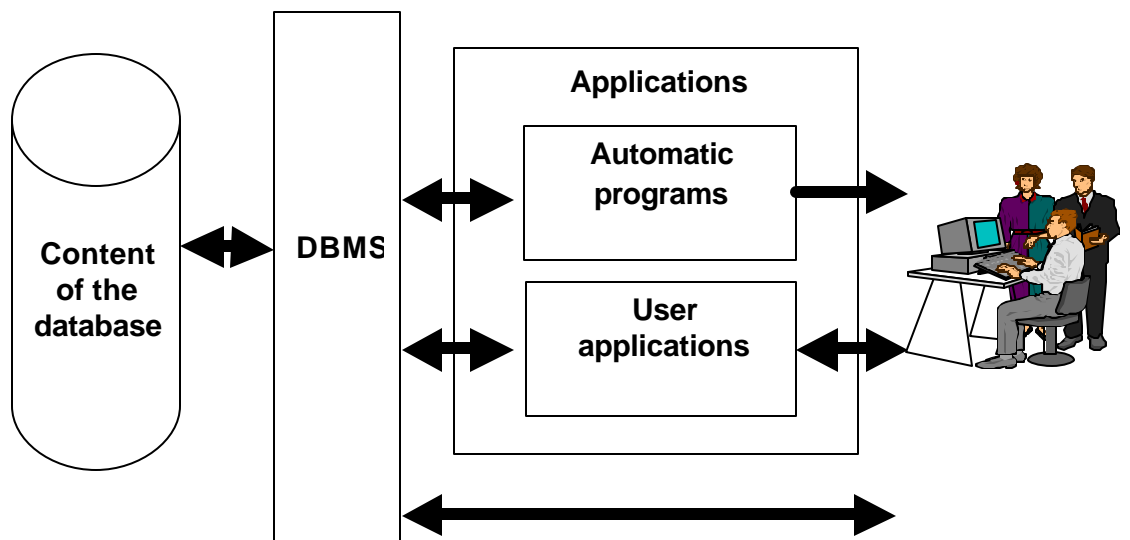 Content
of the
database
DBMS
Applications
Automatic
programs
User
applications